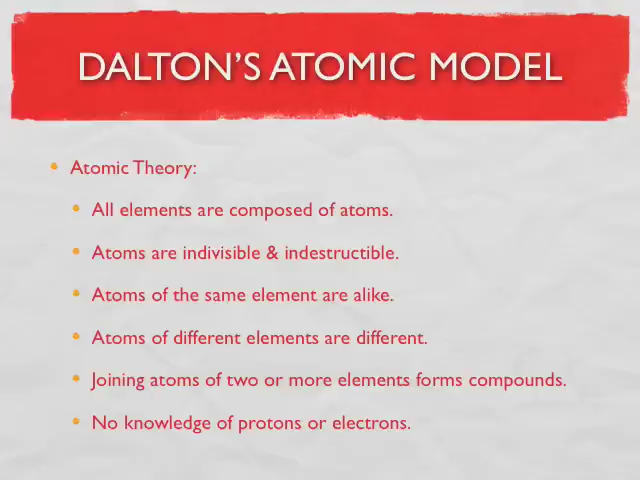 DALTON'S ATOMIC MODEL
• Atomic Theory:
• All elements are composed of atoms.
• Atoms are indivisible & indestructible.
• Atoms of the same element are alike.
• Atoms of different elements are different.
• Joining atoms of two or more elements forms compounds.
• No knowledge of protons or electrons.